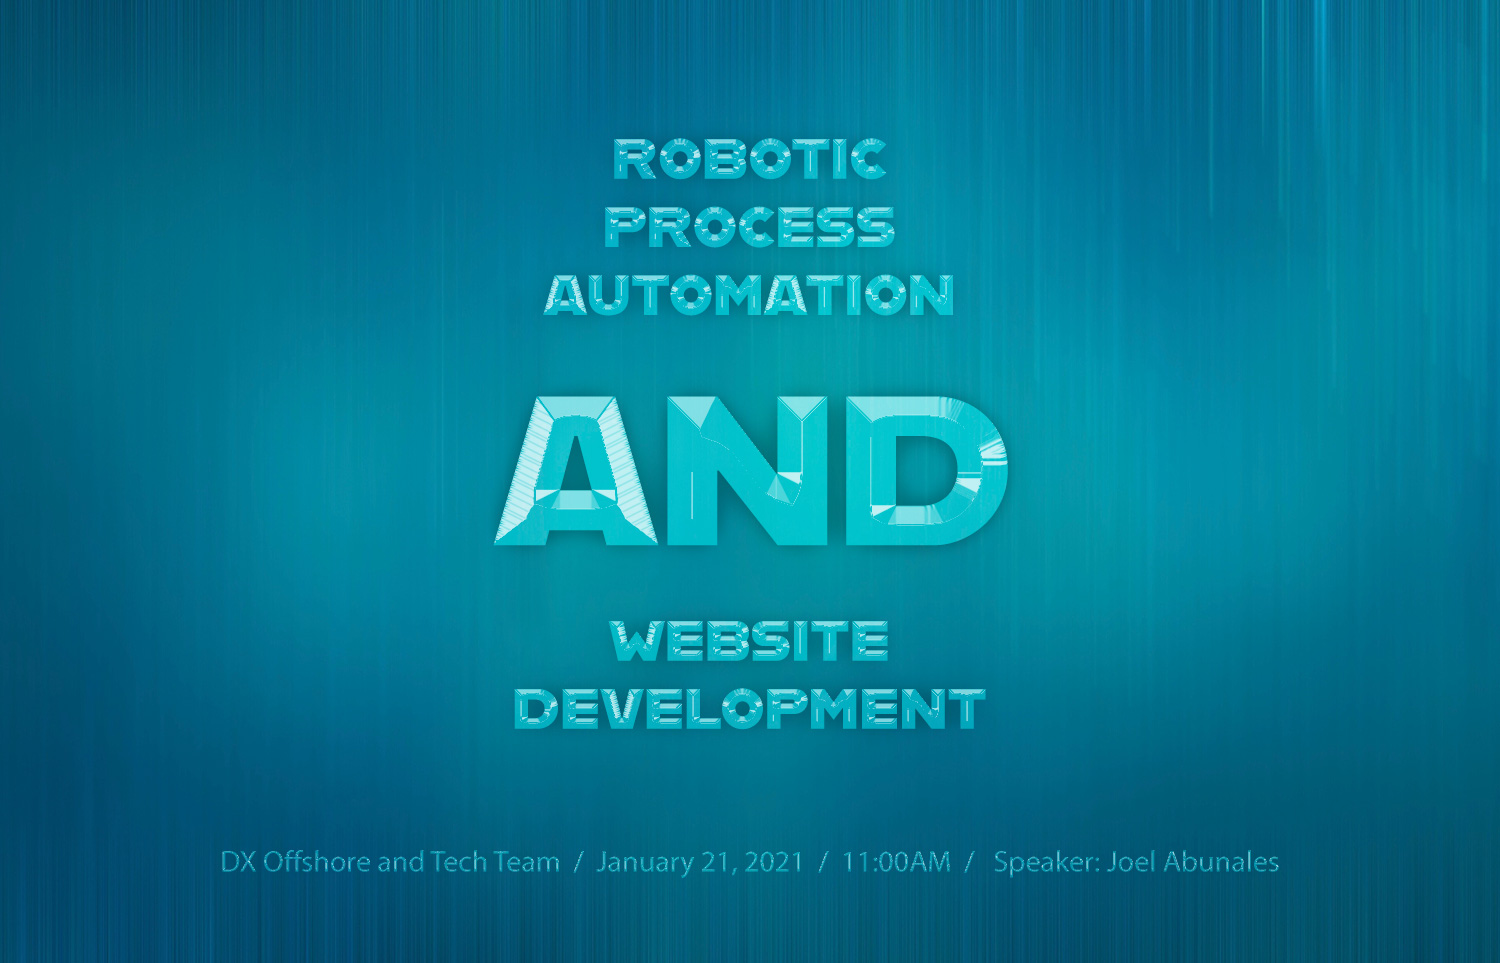 ROBOTIC
PROCESS
AUTOMATION
AND
WEBSITE
DEVELOPMENT
DX Offshore and Tech Team / January 21, 2021 / 11:00AM / Speaker: Joel Abunales